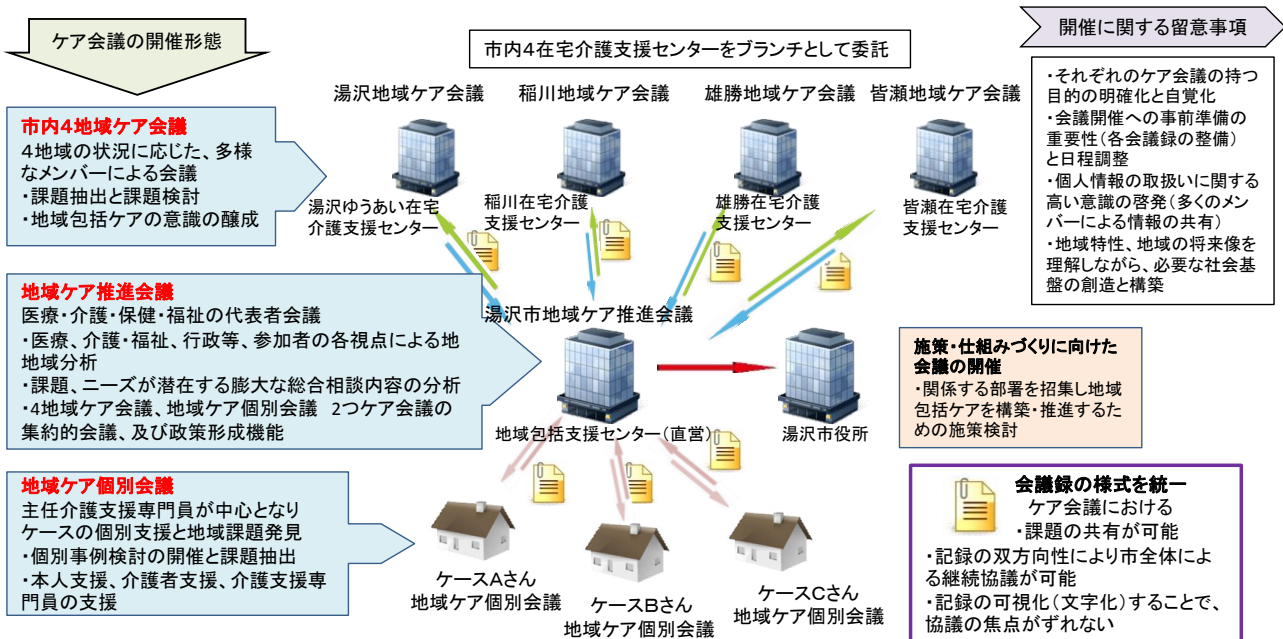 ケア会議の開催形態
市内4在宅介護支援センターをブランチとして委託
開催に関する留意事項
湯沢地域ケア会議
稲川地域ケア会議
雄勝地域ケア会議
皆瀬地域ケア会議
・それぞれのケア会議の持つ
目的の明確化と自覚化
・会議開催への事前準備の
重要性(各会議録の整備)
と日程調整
・個人情報の取扱いに関する
高い意識の啓発(多くのメン
バーによる情報の共有)
・地域特性、地域の将来像を
理解しながら、必要な社会基
盤の創造と構築
市内4地域ケア会議
4地域の状況に応じた、多様
なメンバーによる会議
・課題抽出と課題検討
・地域包括ケアの意識の醸成
湯沢ゆうあい在宅
介護支援センター
稲川在宅介護
支援センター
雄勝在宅介護
支援センター
皆瀬在宅介護
支援センター
地域ケア推進会議
医療・介護・保健・福祉の代表者会議
・医療、介護・福祉、行政等、参加者の各視点による地
地域分析
・課題、ニーズが潜在する膨大な総合相談内容の分析
・4地域ケア会議、地域ケア個別会議 2つケア会議の
集約的会議、及び政策形成機能
湯沢市地域ケア推進会議
地域包括支援センター(直営)
湯沢市役所
施策・仕組みづくりに向けた
会議の開催
・関係する部署を招集し地域
包括ケアを構築・推進するた
めの施策検討
地域ケア個別会議
主任介護支援専門員が中心となり
ケースの個別支援と地域課題発見
・個別事例検討の開催と課題抽出
・本人支援、介護者支援、介護支援専
門員の支援
ケースAさん
地域ケア個別会議
ケースBさん
地域ケア個別会議
ケースCさん
地域ケア個別会議
会議録の様式を統一
ケア会議における
・課題の共有が可能
・記録の双方向性により市全体によ
る継続協議が可能
・記録の可視化(文字化)することで、
協議の焦点がずれない